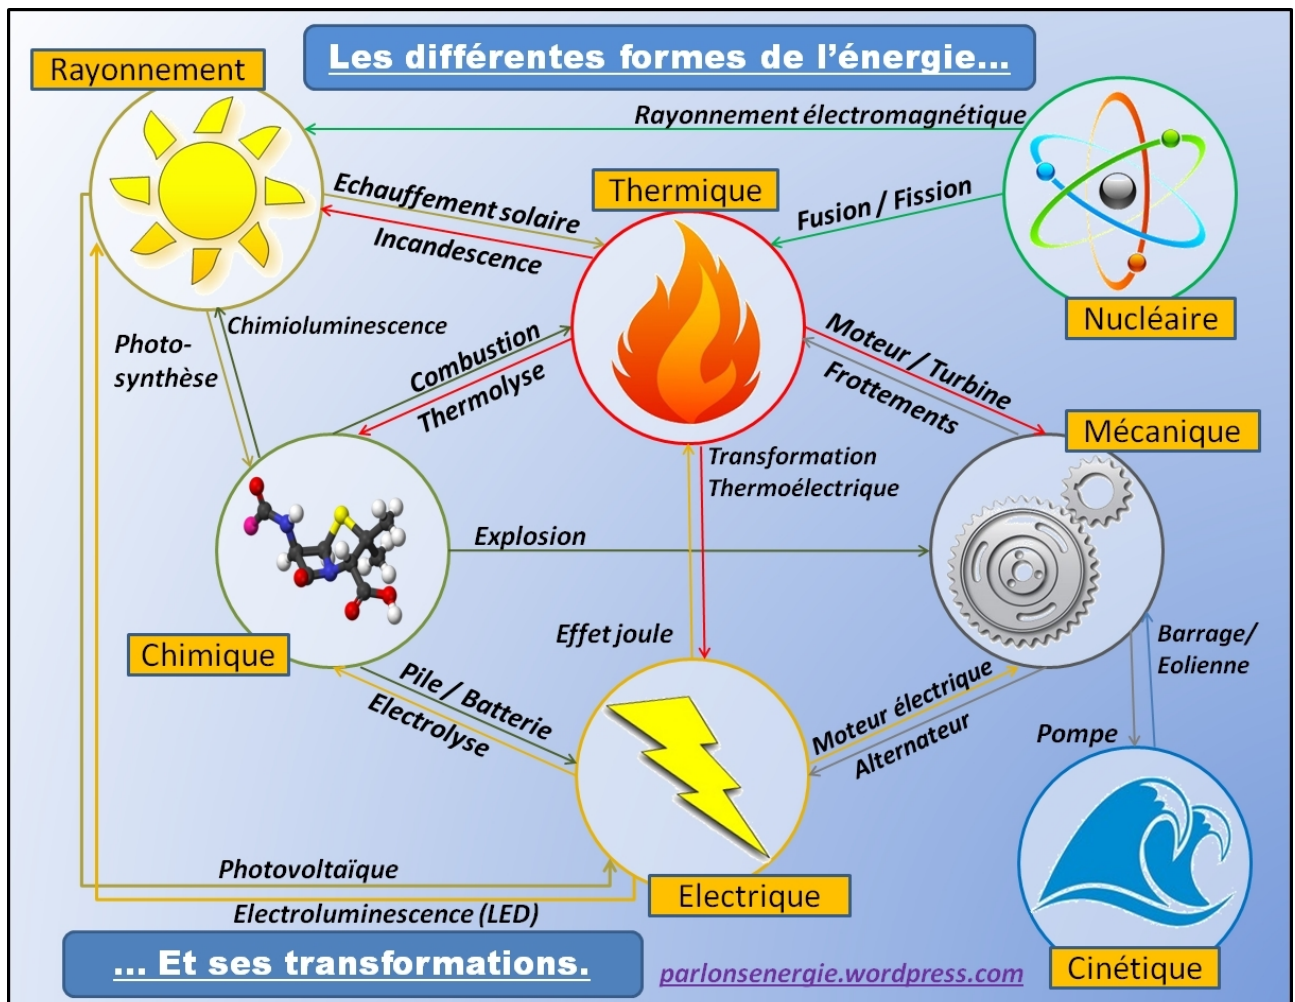 Les différentes formes de l'énergie...
Rayonnement
Rayonnement électromagnétique
Thermique
Echauffement solaire
Incandescence
Fusion / Fission
Nucléaire
Photo-
synthèse
Chimioluminescence
Combustion
Thermolyse
Moteur / Turbine
Frottements
Mécanique
Transformation
Thermoélectrique
Explosion
Effet joule
Chimique
Barrage/
Eolienne
Pile / Batterie
Electrolyse
Moteur électrique
Alternateur
Pompe
Photovoltaïque
Electroluminescence (LED)
Electrique
... Et ses transformations.
parlonsenergie.wordpress.com
Cinétique